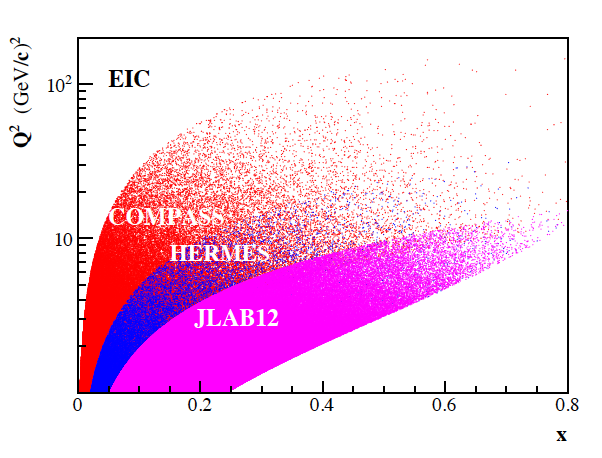 Q² (GeV/c)²
10²
EIC
COMPASS
10
HERMES
JLAB12
0 0.2 0.4 0.6 0.8
x